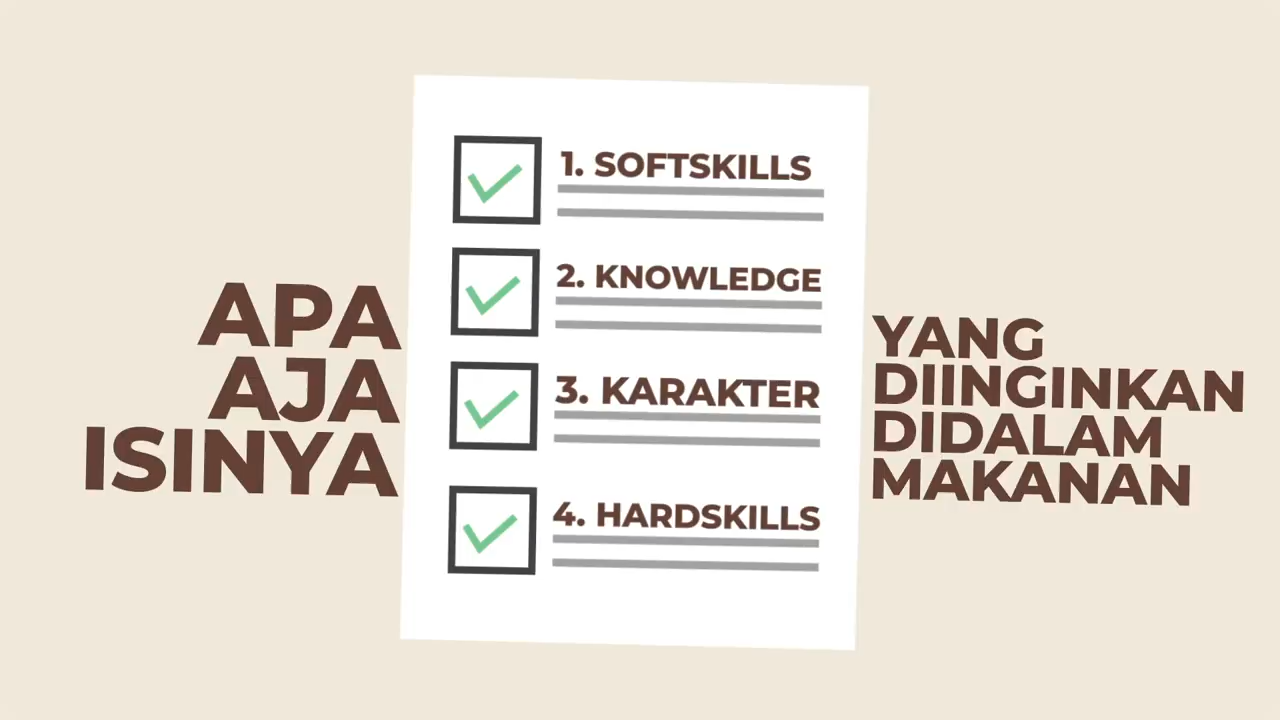 APA
AJA
ISINYA
1. SOFTSKILLS
2. KNOWLEDGE
3. KARAKTER
4. HARDSKILLS
YANG
DIINGINKAN
DIDALAM
MAKANAN